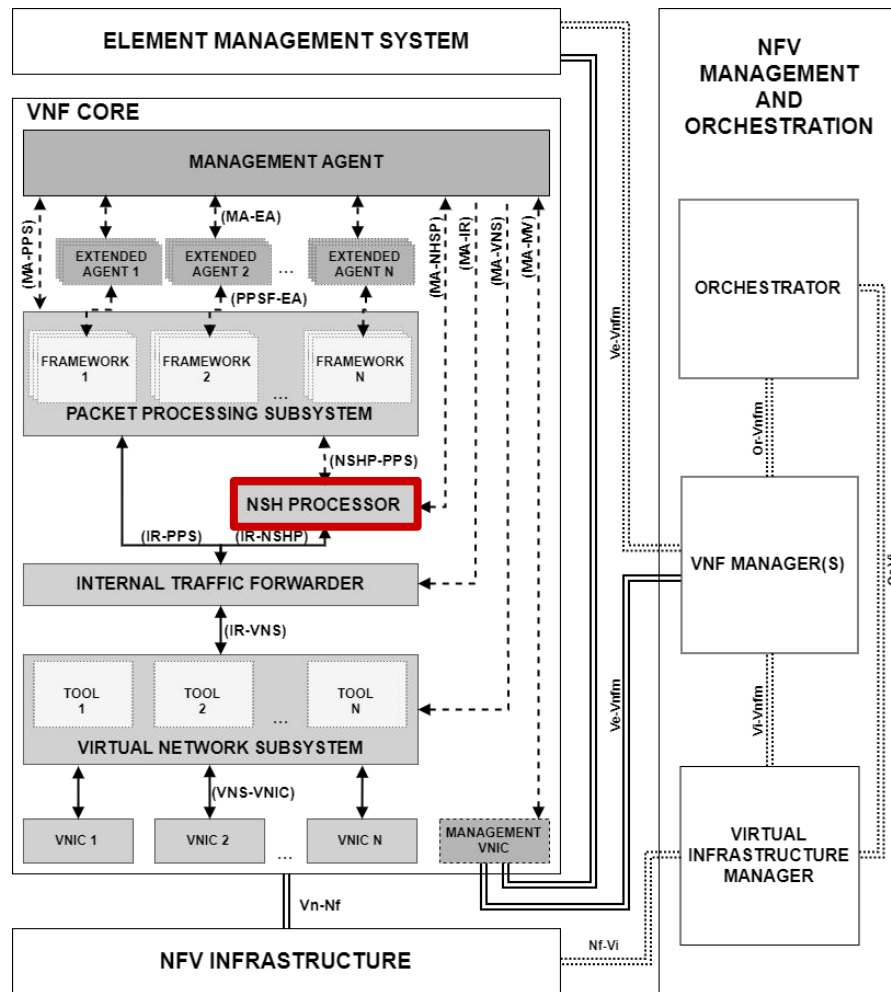 ELEMENT MANAGEMENT SYSTEM
VNF CORE
MANAGEMENT AGENT
(MA-PPS)
(MA-EA)
(MA-NHSP)
(MA-IR)
(MA-VNS)
(MA-MV)
EXTENDED
AGENT 1
EXTENDED
AGENT 2
...
EXTENDED
AGENT N
(PPSF-EA)
FRAMEWORK
1
FRAMEWORK
2
...
FRAMEWORK
N
PACKET PROCESSING SUBSYSTEM
(NSHP-PPS)
NSH PROCESSOR
(IR-PPS)
(IR-NSHP)
INTERNAL TRAFFIC FORWARDER
(IR-VNS)
TOOL
1
TOOL
2
...
TOOL
N
VIRTUAL NETWORK SUBSYSTEM
(VNS-VNIC)
VNIC 1
VNIC 2
...
VNIC N
MANAGEMENT
VNIC
Vn-Nf
NFV INFRASTRUCTURE
Ve-Vnfm
Ve-Vnfm
Nf-Vi
NFV
MANAGEMENT
AND
ORCHESTRATION
ORCHESTRATOR
Or-Vnfm
VNF MANAGER(S)
Vi-Vnfm
VIRTUAL
INFRASTRUCTURE
MANAGER